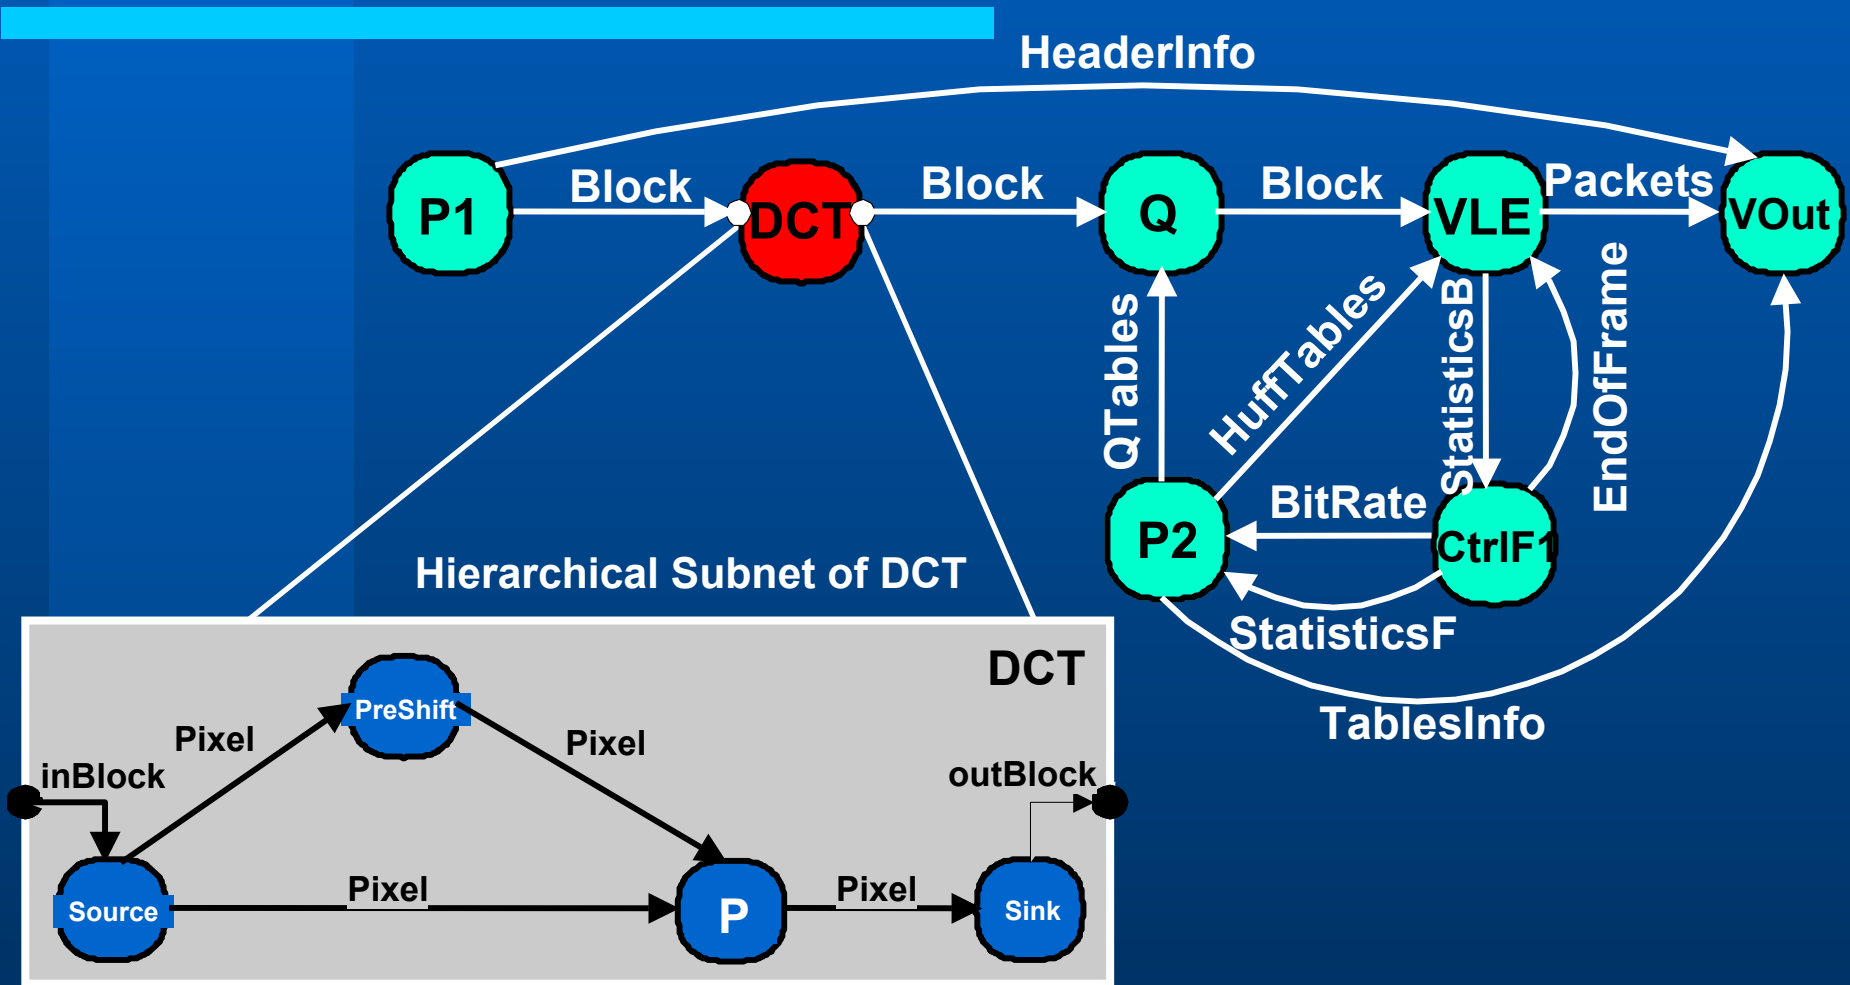 HeaderInfo
P1
Block
DCT
Block
Q
Block
VLE
Packets
VOut
QTables
HuffTables
StatisticsB
EndOfFrame
P2
BitRate
CtrlF1
StatisticsF
TablesInfo
Hierarchical Subnet of DCT
DCT
PreShift
Pixel
Pixel
inBlock
outBlock
Source
Pixel
P
Pixel
Sink